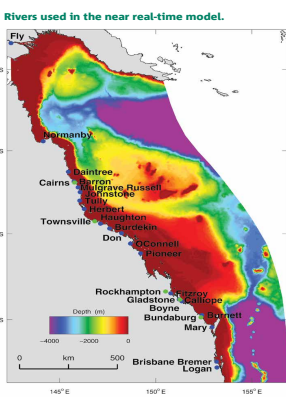 Rivers used in the near real-time model.
Fly
Normanby
Daintree
Cairns Barron
Mulgrave Russell
Johnstone
Tully
Herbert
Haughton
Townsville
Burdekin
Don
OConnell
Pioneer
Rockhampton Fitzroy
Gladstone Calliope
Boyne
Bundaburg Burnett
Mary
Depth (m)
-4000 -2000 0
0 km 500
Brisbane Bremer
Logan
145°E 150°E 155°E